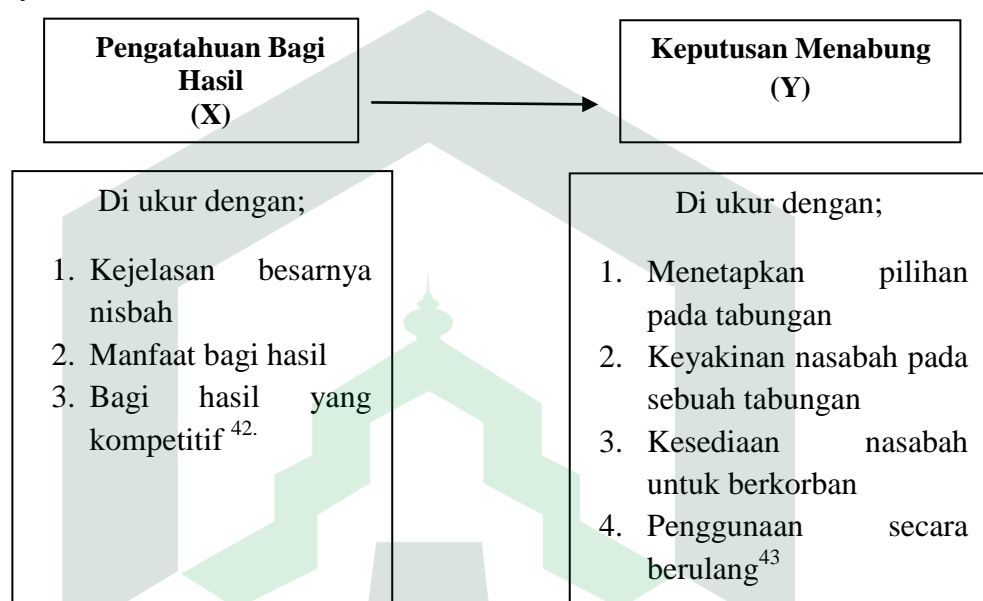 Pengatahuan Bagi
Hasil
(X)
Keputusan Menabung
(Y)
Di ukur dengan;
1. Kejelasan besarnya
nisbah
2. Manfaat bagi hasil
3. Bagi hasil yang
kompetitif 42.
Di ukur dengan;
1. Menetapkan pilihan
pada tabungan
2. Keyakinan nasabah pada
sebuah tabungan
3. Kesediaan nasabah
untuk berkorban
4. Penggunaan secara
berulang43